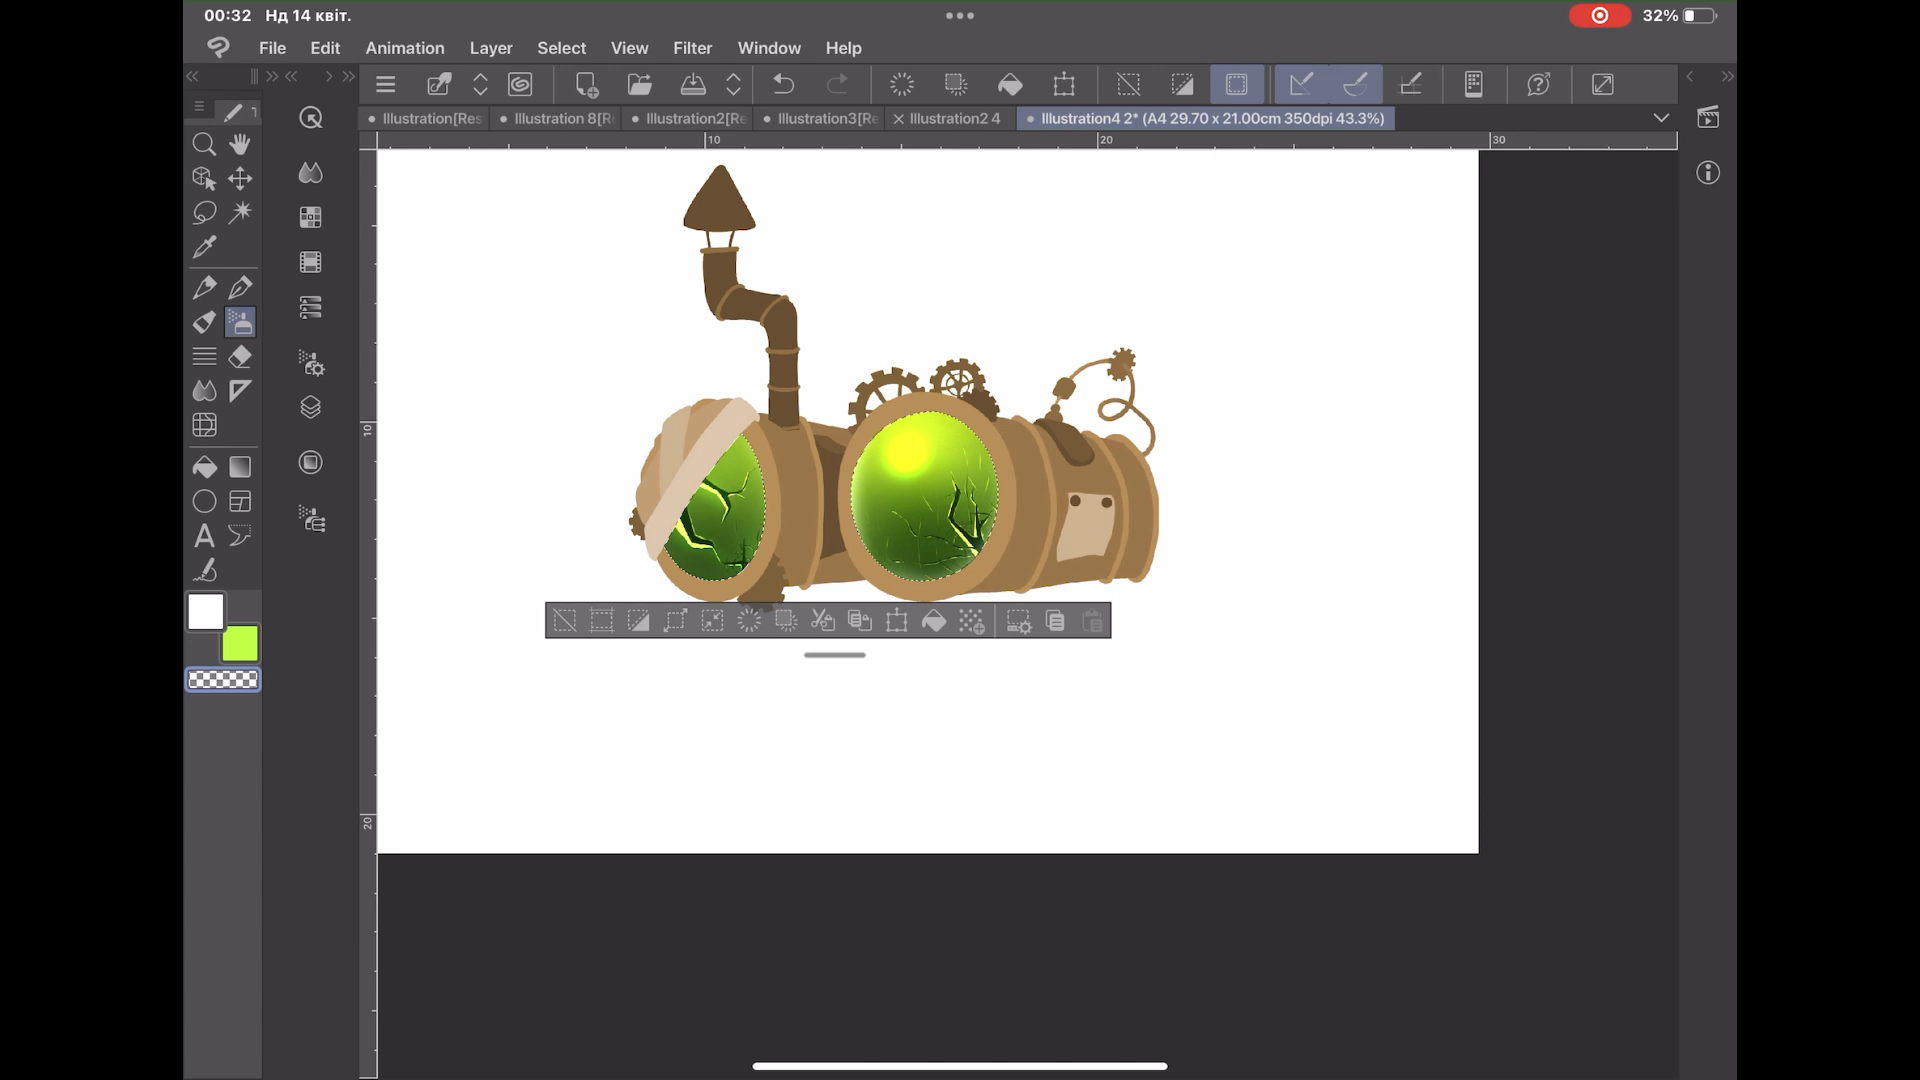 00:32 Нд 14 квіт.
32%
File Edit Animation Layer Select View Filter Window Help
Illustration[Res Illustration 8[R Illustration2[Re Illustration3[Re Illustration2 4 Illustration4 2* (A4 29.70 x 21.00cm 350dpi 43.3%)
10 20 30
10
20
A